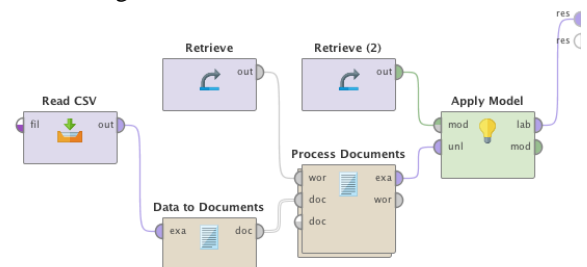 res
res
Retrieve
out
Retrieve (2)
out
Read CSV
fil
out
Apply Model
mod
lab
unl
mod
Process Documents
wor
exa
doc
wor
doc
Data to Documents
exa
doc